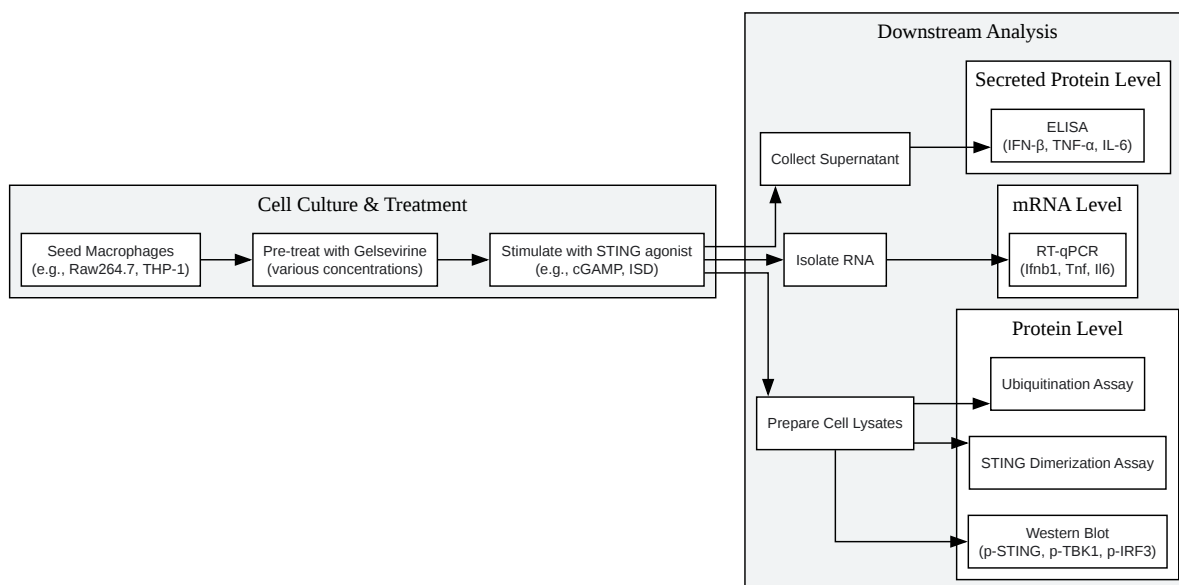 Downstream Analysis
Secreted Protein Level
ELISA
(IFN-β, TNF-α, IL-6)
Collect Supernatant
Cell Culture & Treatment
Seed Macrophages
(e.g., Raw264.7, THP-1)
Pre-treat with Gelsevirine
(various concentrations)
Stimulate with STING agonist
(e.g., cGAMP, ISD)
Isolate RNA
mRNA Level
RT-qPCR
(Ifnb1, Tnf, Il6)
Protein Level
Ubiquitination Assay
Prepare Cell Lysates
STING Dimerization Assay
Western Blot
(p-STING, p-TBK1, p-IRF3)